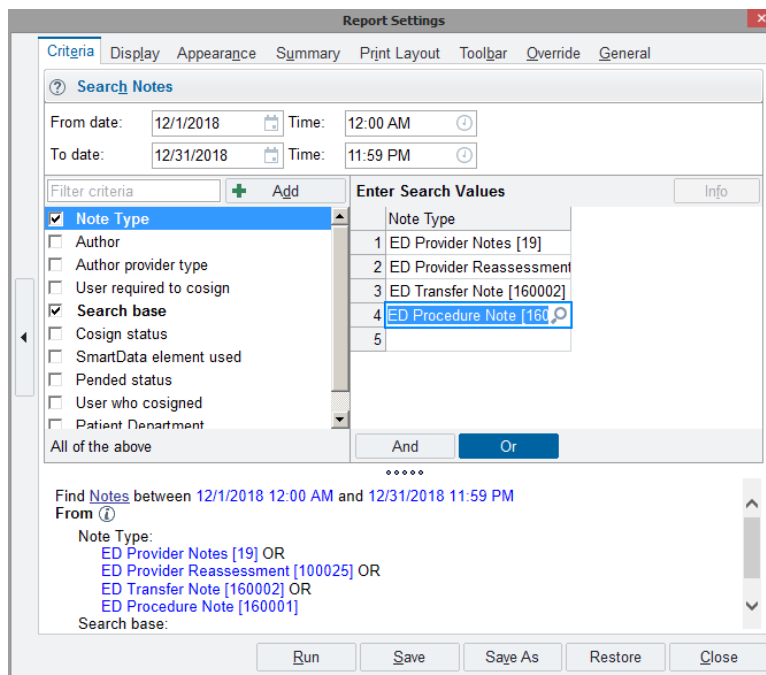 Report Settings
Criteria Display Appearance Summary Print Layout Toolbar Override General
Search Notes
From date: 12/1/2018 Time: 12:00 AM
To date: 12/31/2018 Time: 11:59 PM
Filter criteria Add Enter Search Values Info
Note Type
Author
Author provider type
User required to cosign
Search base
Cosign status
SmartData element used
Pended status
User who cosigned
Patient Department
All of the above
Note Type
1 ED Provider Notes [19]
2 ED Provider Reassessment
3 ED Transfer Note [160002]
4 ED Procedure Note [160
5
And Or
Find Notes between 12/1/2018 12:00 AM and 12/31/2018 11:59 PM
From
Note Type:
ED Provider Notes [19] OR
ED Provider Reassessment [100025] OR
ED Transfer Note [160002] OR
ED Procedure Note [160001]
Search base:
Run Save Save As Restore Close